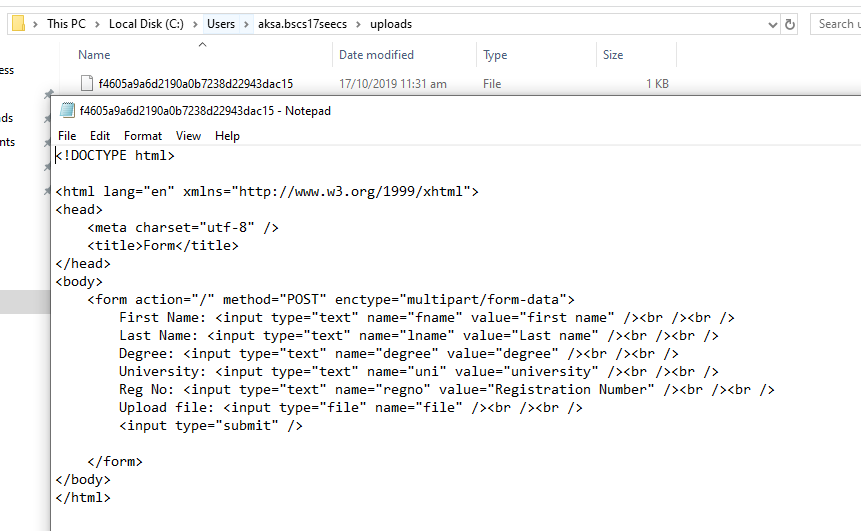 This PC > Local Disk (C:) > Users > aksa.bscs17seecs > uploads
Search u
Name Date modified Type Size
ess
f4605a9a6d2190a0b7238d22943dac15 17/10/2019 11:31 am File 1 KB
f4605a9a6d2190a0b7238d22943dac15 - Notepad
ds
File Edit Format View Help
nts
<!DOCTYPE html>
<html lang="en" xmlns="http://www.w3.org/1999/xhtml">
<head>
<meta charset="utf-8" />
<title>Form</title>
</head>
<body>
<form action="/" method="POST" enctype="multipart/form-data">
First Name: <input type="text" name="fname" value="first name" /><br /><br />
Last Name: <input type="text" name="lname" value="Last name" /><br /><br />
Degree: <input type="text" name="degree" value="degree" /><br /><br />
University: <input type="text" name="uni" value="university" /><br /><br />
Reg No: <input type="text" name="regno" value="Registration Number" /><br /><br />
Upload file: <input type="file" name="file" /><br /><br />
<input type="submit" />
</form>
</body>
</html>